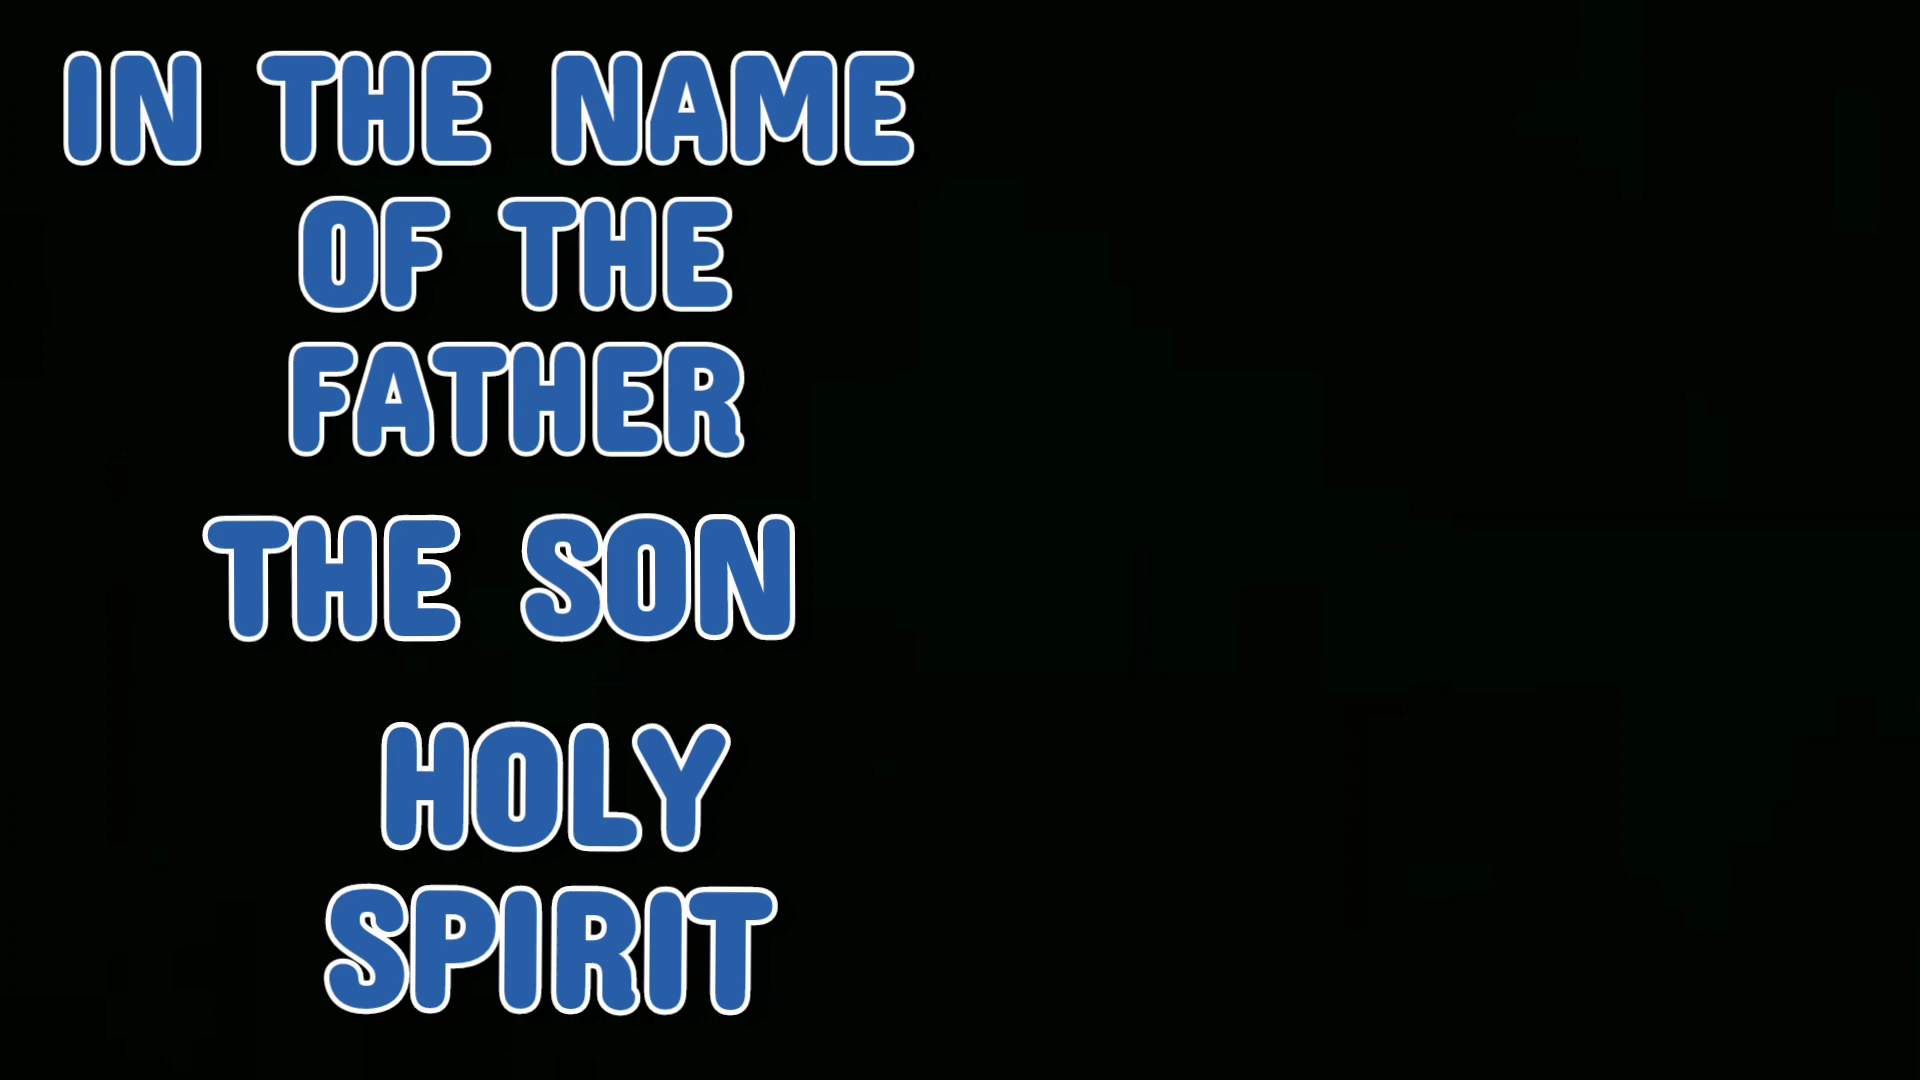 IN THE NAME
OF THE
FATHER
THE SON
HOLY
SPIRIT